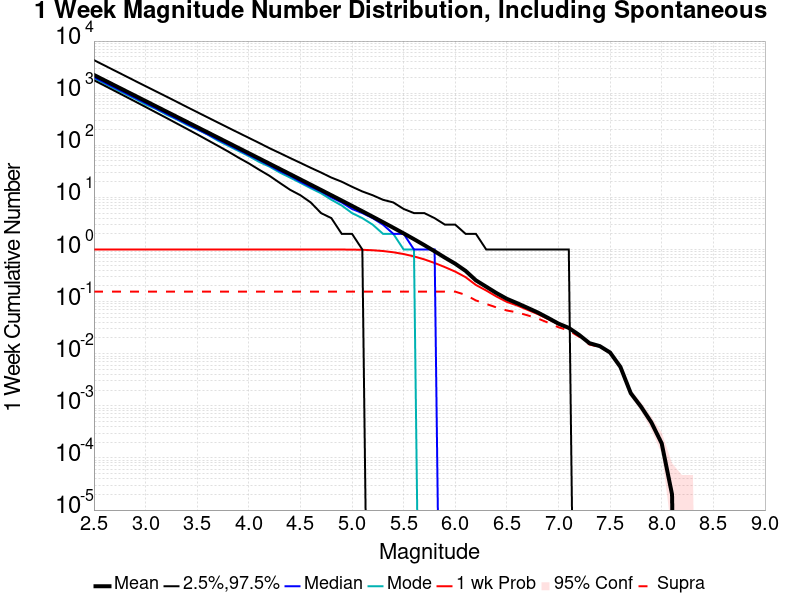 1 Week Magnitude Number Distribution, Including Spontaneous
1 Week Cumulative Number
10^4
10^3
10^2
10^1
10^0
10^-1
10^-2
10^-3
10^-4
10^-5
2.5 3.0 3.5 4.0 4.5 5.0 5.5 6.0 6.5 7.0 7.5 8.0 8.5 9.0
Magnitude
Mean 2.5%,97.5% Median Mode 1 wk Prob 95% Conf Supra